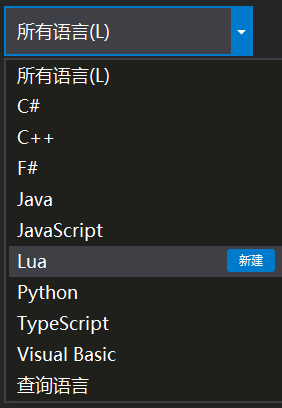 所有语言(L)
所有语言(L)
C#
C++
F#
Java
JavaScript
Lua 新建
Python
TypeScript
Visual Basic
查询语言